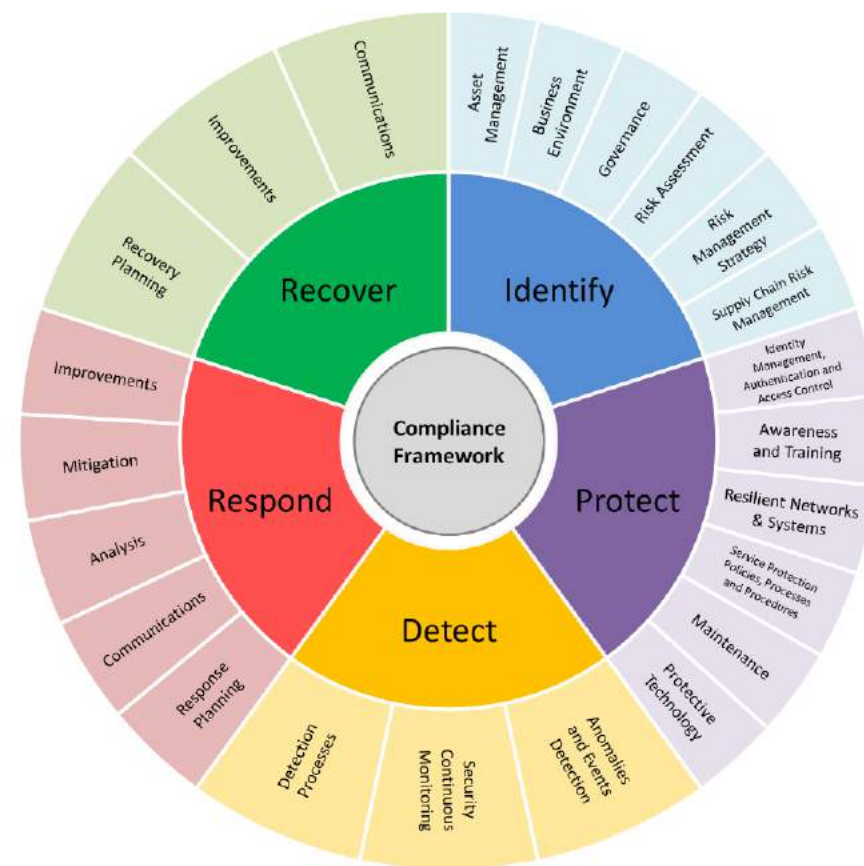 Communications
Improvements
Recovery
Planning
Recover
Asset
Management
Business
Environment
Governance
Risk Assessment
Risk
Management
Strategy
Supply Chain Risk
Management
Identify
Identity
Management,
Authentication and
Access Control
Awareness
and Training
Resilient Networks
& Systems
Service Protection
Policies, Processes
and Procedures
Maintenance
Protective
Technology
Protect
Anomalies
and Events
Detection
Security
Continuous
Monitoring
Detection
Processes
Detect
Response
Planning
Communications
Analysis
Mitigation
Improvements
Respond
Compliance
Framework